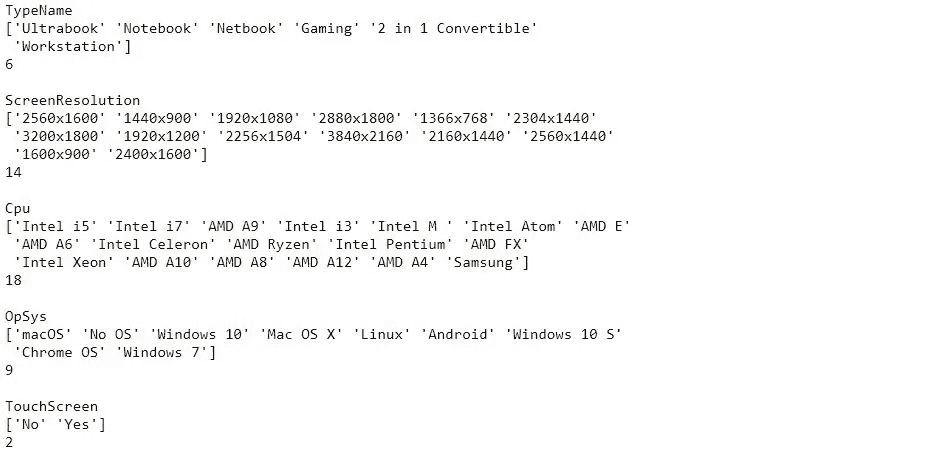 TypeName
['Ultrabook' 'Notebook' 'Netbook' 'Gaming' '2 in 1 Convertible'
 'Workstation']
6
ScreenResolution
['2560x1600' '1440x900' '1920x1080' '2880x1800' '1366x768' '2304x1440'
 '3200x1800' '1920x1200' '2256x1504' '3840x2160' '2160x1440' '2560x1440'
 '1600x900' '2400x1600']
14
Cpu
['Intel i5' 'Intel i7' 'AMD A9' 'Intel i3' 'Intel M ' 'Intel Atom' 'AMD E'
 'AMD A6' 'Intel Celeron' 'AMD Ryzen' 'Intel Pentium' 'AMD FX'
 'Intel Xeon' 'AMD A10' 'AMD A8' 'AMD A12' 'AMD A4' 'Samsung']
18
OpSys
['macOS' 'No OS' 'Windows 10' 'Mac OS X' 'Linux' 'Android' 'Windows 10 S'
 'Chrome OS' 'Windows 7']
9
TouchScreen
['No' 'Yes']
2